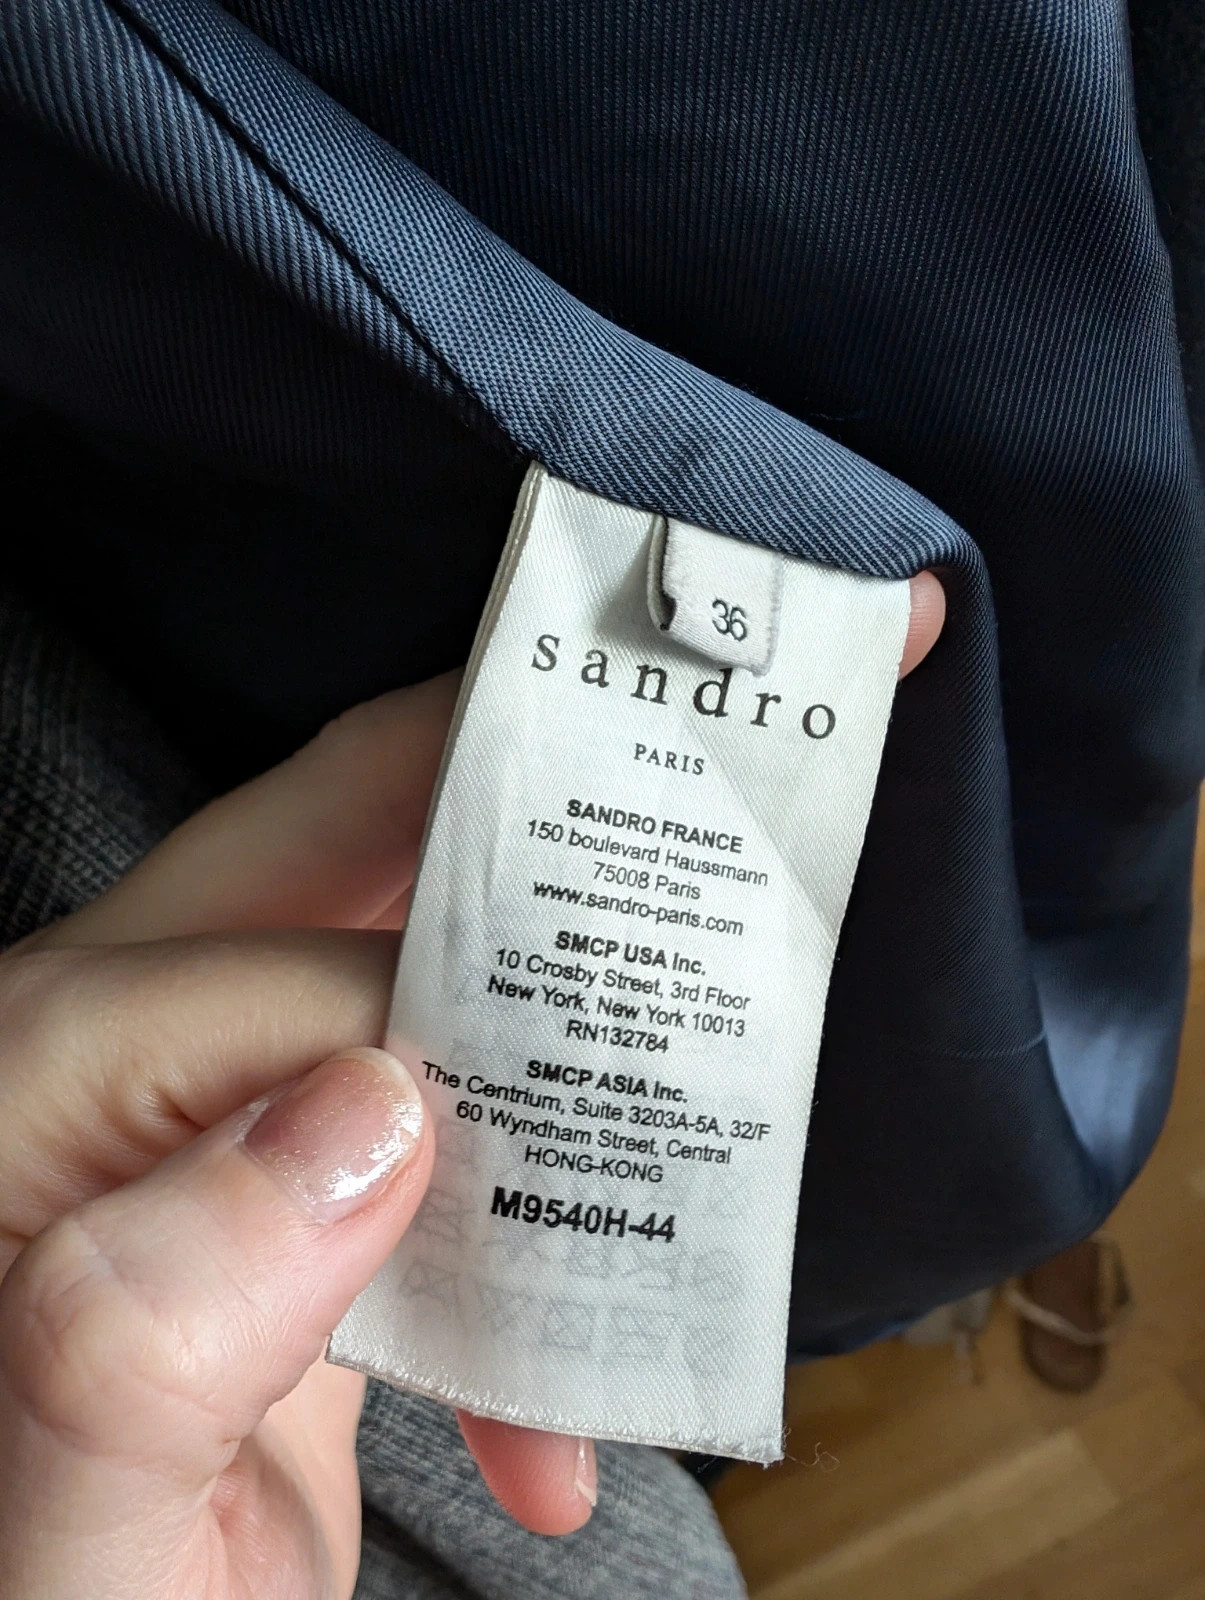 36
sandro
PARIS
SANDRO FRANCE
150 boulevard Haussmann
75008 Paris
www.sandro-paris.com
SMCP USA Inc.
10 Crosby Street, 3rd Floor
New York, New York 10013
RN132784
SMCP ASIA Inc.
The Centrium, Suite 3203A-5A, 32/F
60 Wyndham Street, Central
HONG-KONG
M9540H-44